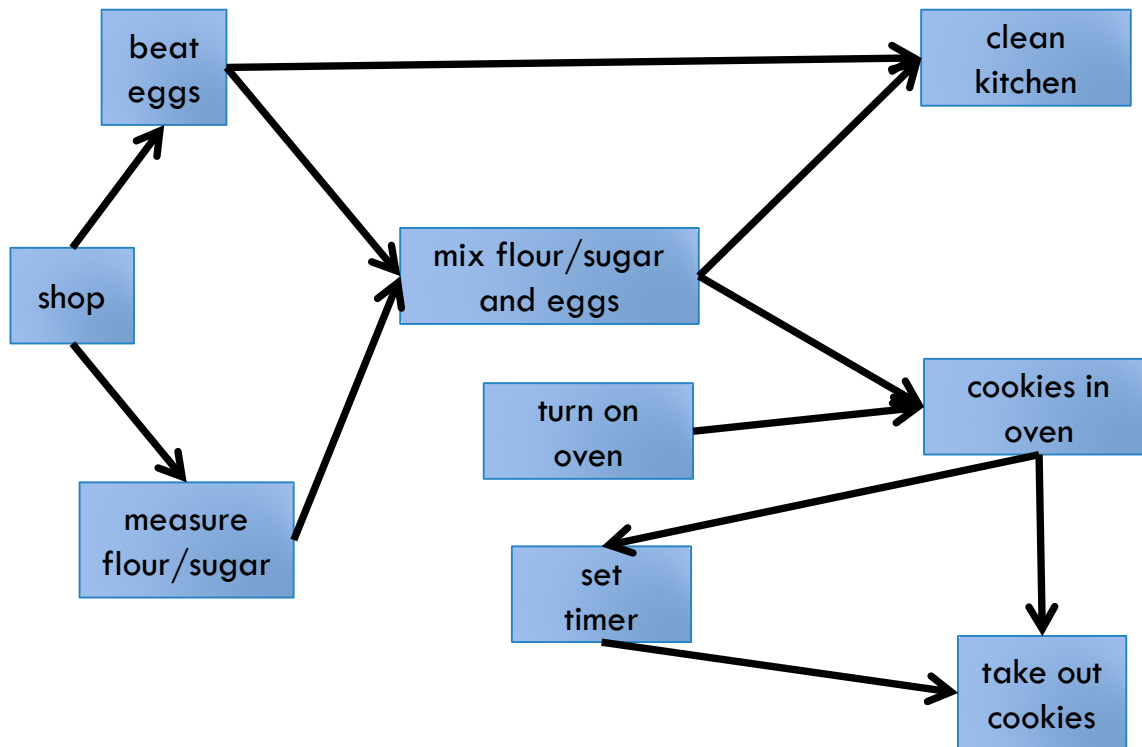 beat
eggs
clean
kitchen
shop
mix flour/sugar
and eggs
measure
flour/sugar
turn on
oven
cookies in
oven
set
timer
take out
cookies